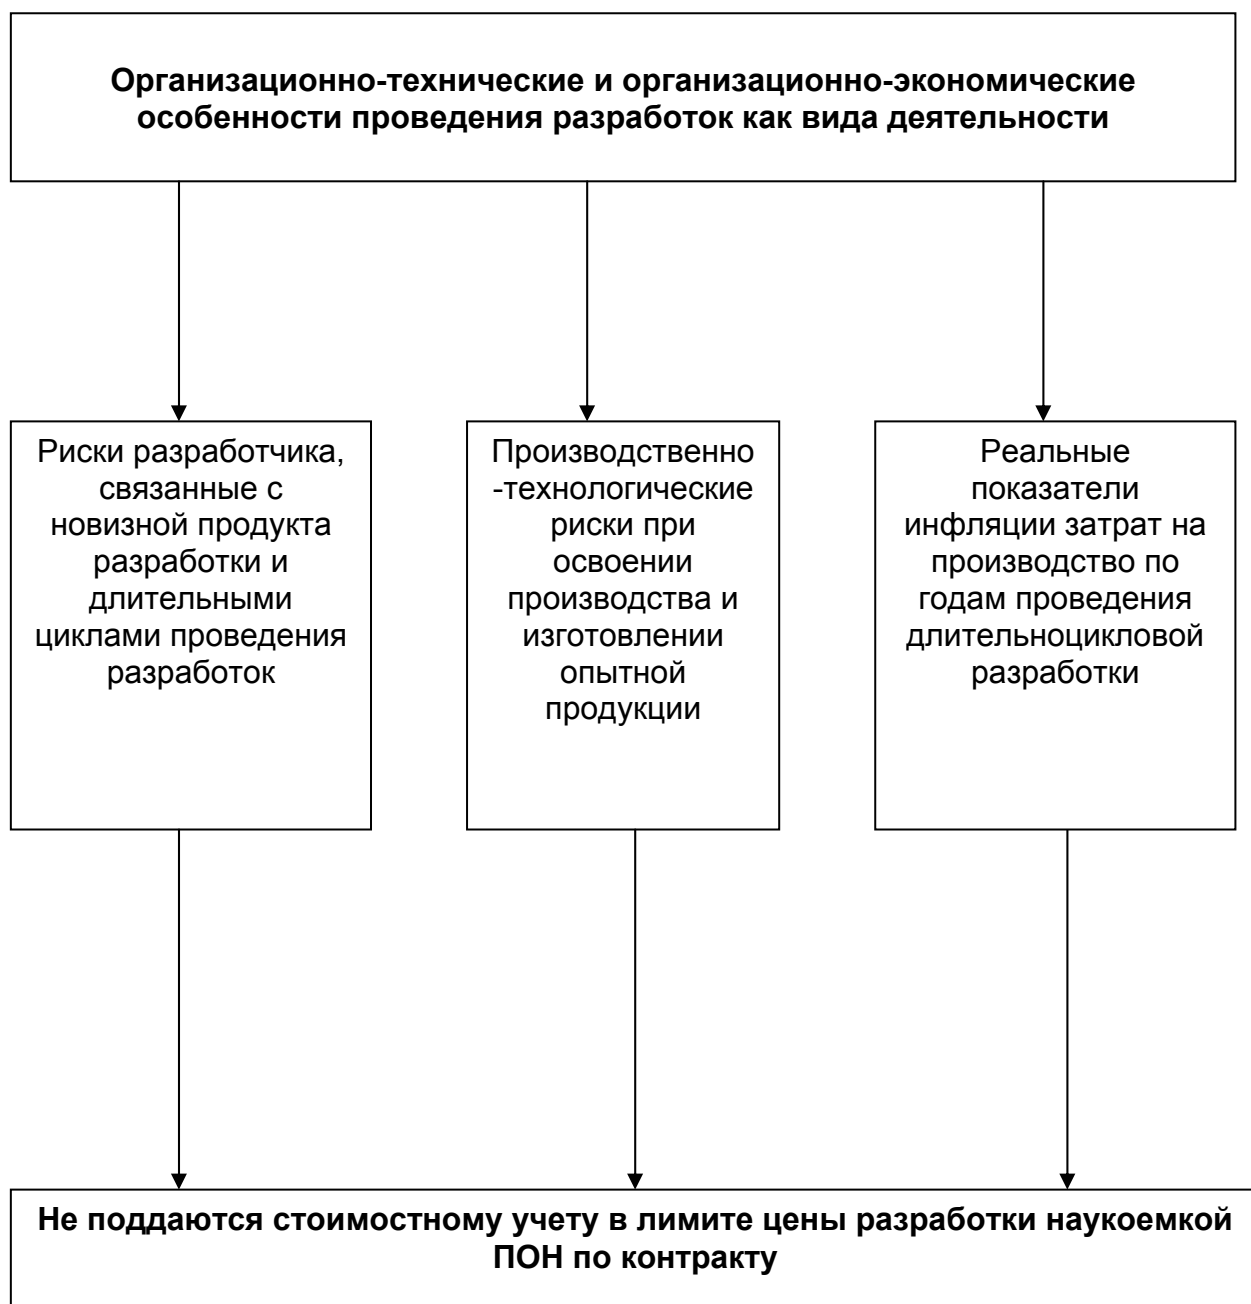 Организационно-технические и организационно-экономические
особенности проведения разработок как вида деятельности
Риски разработчика,
связанные с
новизной продукта
разработки и
длительными
циклами проведения
разработок
Производственно
-технологические
риски при
освоении
производства и
изготовлении
опытной
продукции
Реальные
показатели
инфляции затрат на
производство по
годам проведения
длительноцикловой
разработки
Не поддаются стоимостному учету в лимите цены разработки наукоемкой
ПОН по контракту